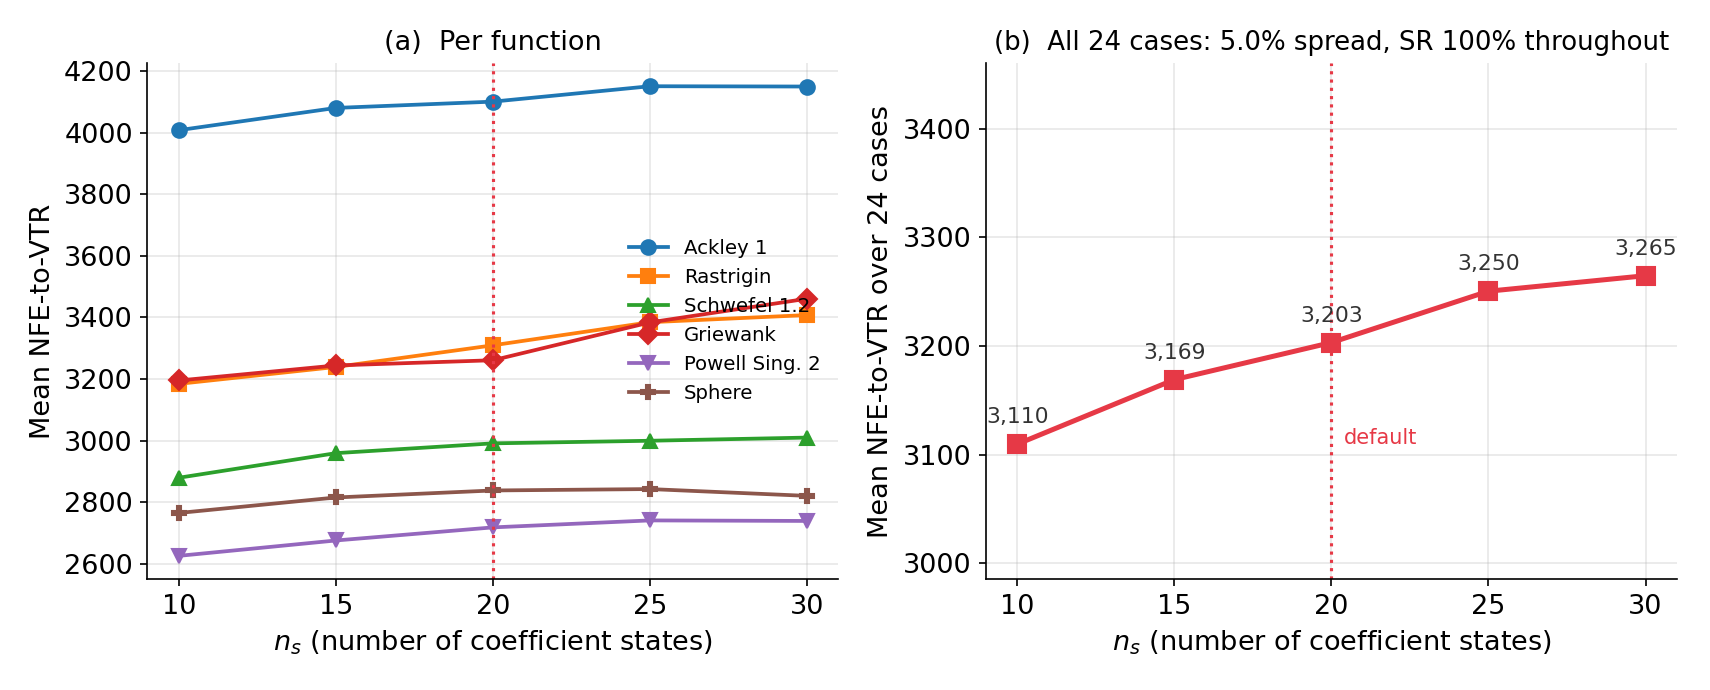 (a)  Per function
4200
4000
3800
3600
3400
3200
3000
2800
2600
Mean NFE-to-VTR
Ackley 1
Rastrigin
Schwefel 1.2
Griewank
Powell Sing. 2
Sphere
10 15 20 25 30
n_s (number of coefficient states)
(b)  All 24 cases: 5.0% spread, SR 100% throughout
3400
3300
3200
3100
3000
Mean NFE-to-VTR over 24 cases
3,110
3,169
3,203
3,250
3,265
default
10 15 20 25 30
n_s (number of coefficient states)